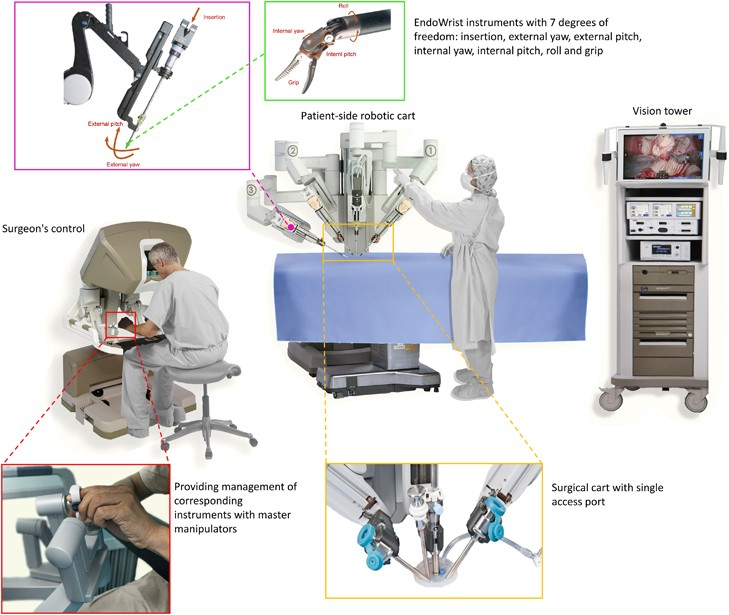 Insertion
External pitch
External yaw
Roll
Internal yaw
Internl pitch
Grip
EndoWrist instruments with 7 degrees of
freedom: insertion, external yaw, external pitch,
internal yaw, internal pitch, roll and grip
Patient-side robotic cart
Vision tower
Surgeon's control
1
2
3
Providing management of
corresponding
instruments with master
manipulators
Surgical cart with single
access port